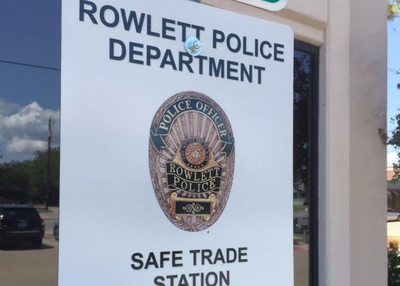 ROWLETT POLICE
DEPARTMENT
POLICE OFFICER
ROWLETT
POLICE
SAFE TRADE
STATION